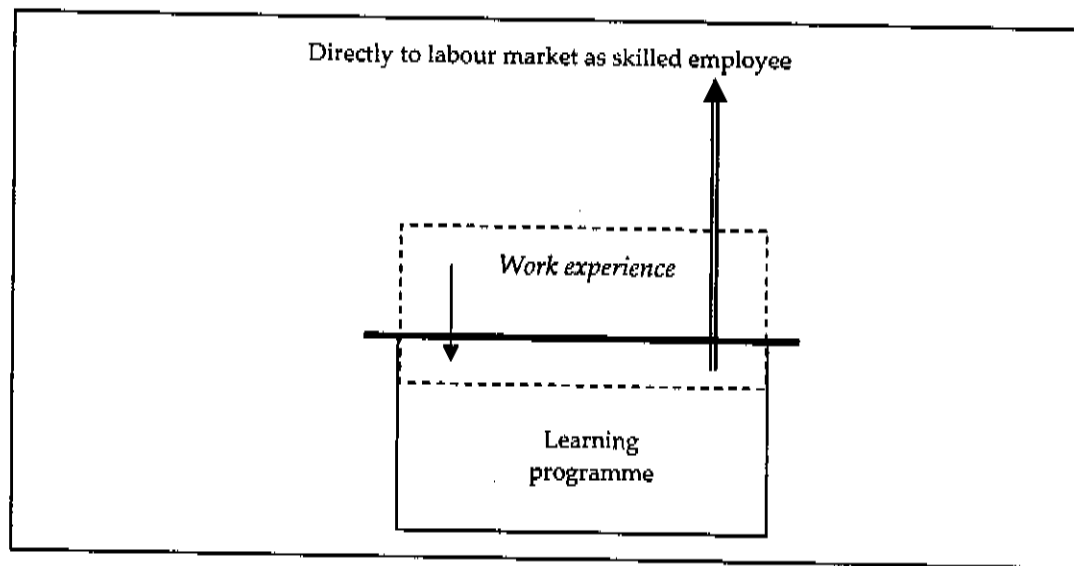 Directly to labour market as skilled employee
Work experience
Learning
programme